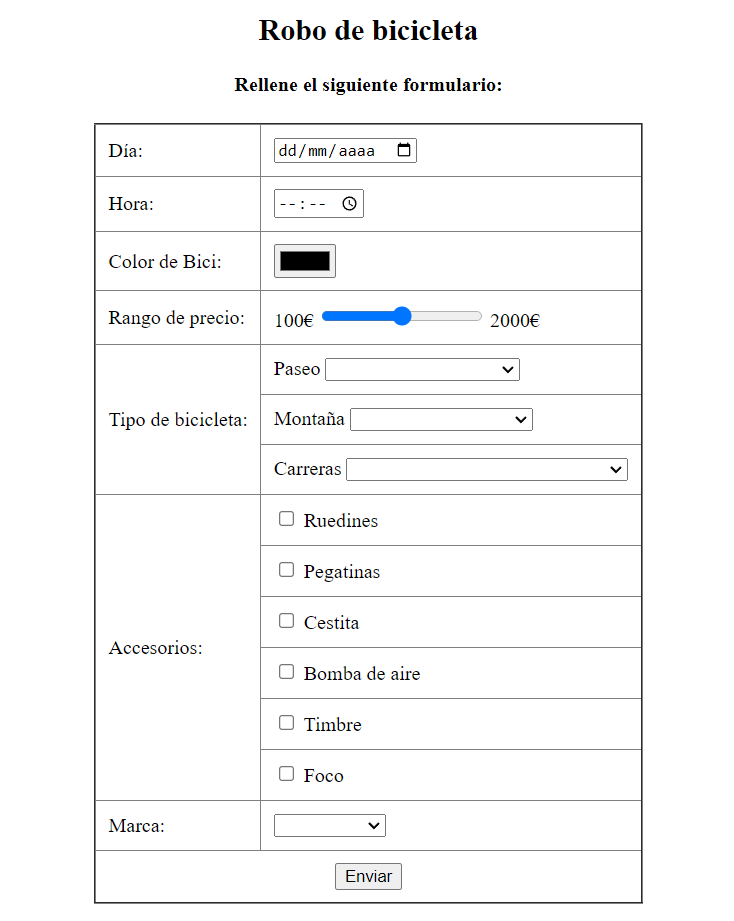 Robo de bicicleta
Rellene el siguiente formulario:
Día: dd/mm/aaaa
Hora: --:--
Color de Bici:
Rango de precio: 100€ 2000€
Tipo de bicicleta:
Paseo
Montaña
Carreras
Accesorios:
Ruedines
Pegatinas
Cestita
Bomba de aire
Timbre
Foco
Marca:
Enviar